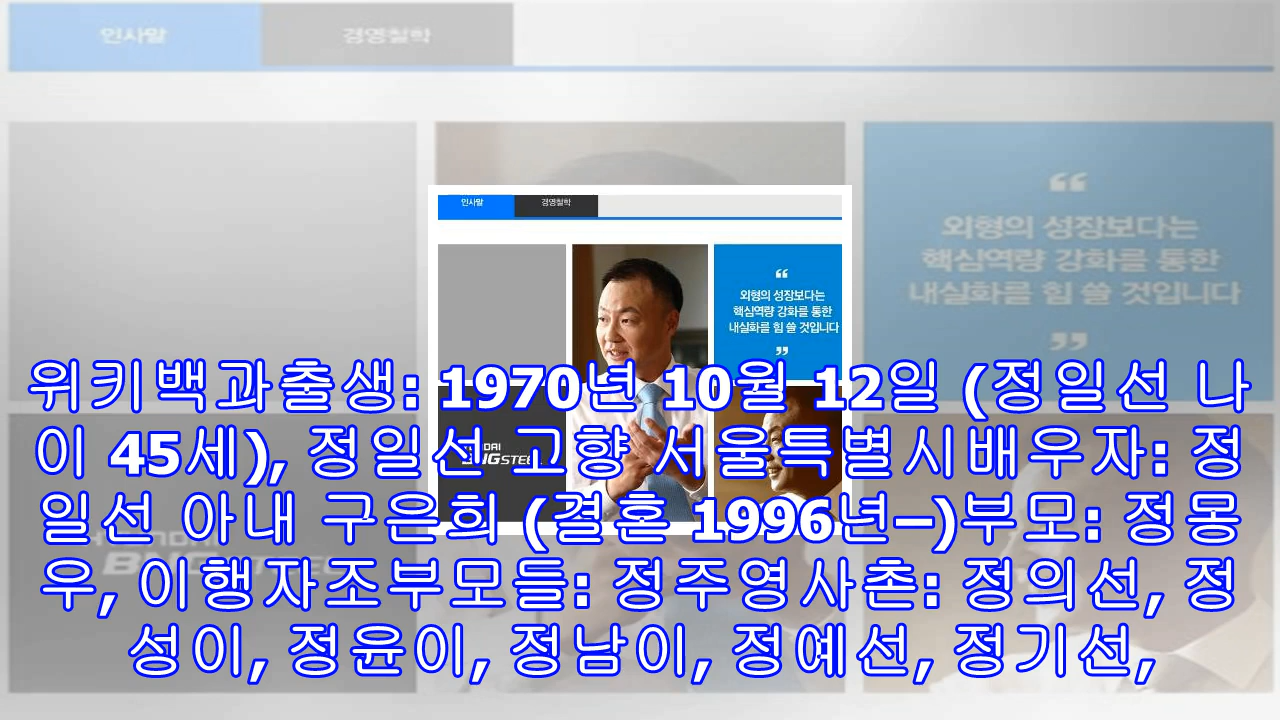 인사말 경영철학
인사말 경영철학
“
외형의 성장보다는
핵심역량 강화를 통한
내실화를 힘 쓸 것입니다
”
“
외형의 성장보다는
핵심역량 강화를 통한
내실화를 힘 쓸 것입니다
”
위키백과출생: 1970년 10월 12일 (정일선 나
이 45세), 정일선 고향 서울특별시배우자: 정
일선 아내 구은희 (결혼 1996년–)부모: 정몽
우, 이행자조부모들: 정주영사촌: 정의선, 정
성이, 정윤이, 정남이, 정예선, 정기선,